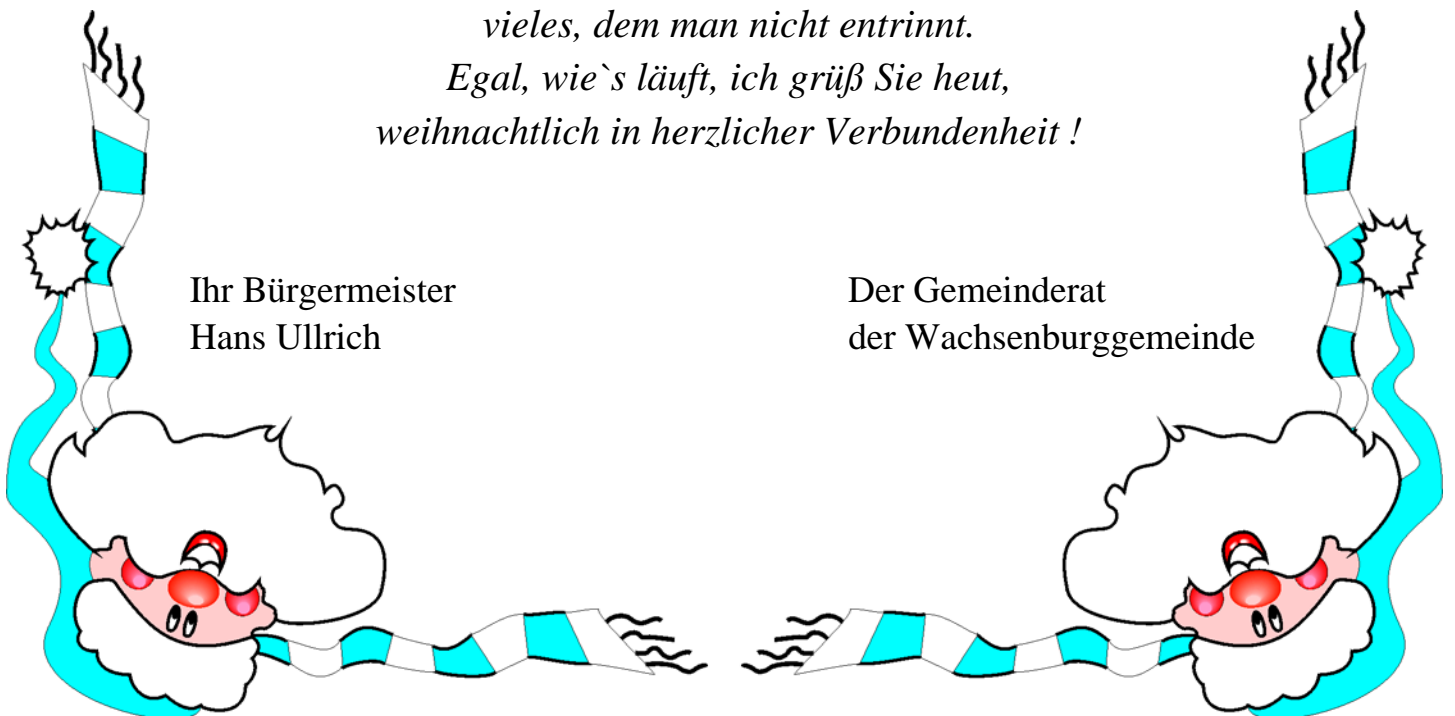 vieles, dem man nicht entrinnt.
Egal, wie`s läuft, ich grüß Sie heut,
weihnachtlich in herzlicher Verbundenheit !
Ihr Bürgermeister
Hans Ullrich
Der Gemeinderat
der Wachsenburggemeinde